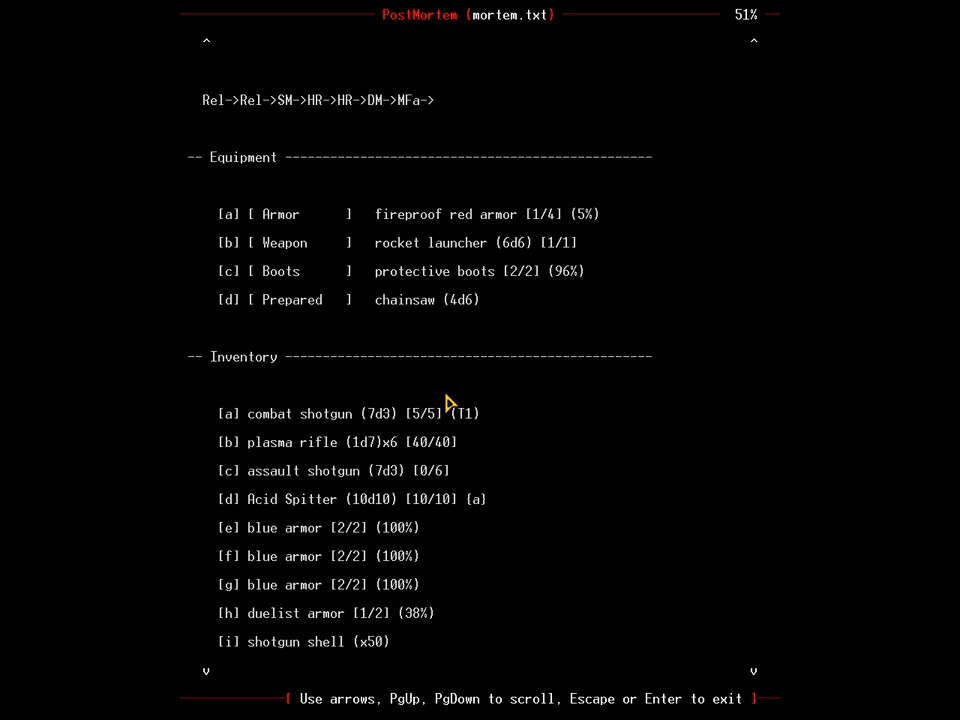 PostMortem (mortem.txt) 51%
^ ^
Rel->Rel->SM->HR->HR->DM->MFa->
-- Equipment -------------------------------------------------
[a] [ Armor ] fireproof red armor [1/4] (5%)
[b] [ Weapon ] rocket launcher (6d6) [1/1]
[c] [ Boots ] protective boots [2/2] (96%)
[d] [ Prepared ] chainsaw (4d6)
-- Inventory -------------------------------------------------
[a] combat shotgun (7d3) [5/5] (T1)
[b] plasma rifle (1d7)x6 [40/40]
[c] assault shotgun (7d3) [0/6]
[d] Acid Spitter (10d10) [10/10] {a}
[e] blue armor [2/2] (100%)
[f] blue armor [2/2] (100%)
[g] blue armor [2/2] (100%)
[h] duelist armor [1/2] (38%)
[i] shotgun shell (x50)
v v
[ Use arrows, PgUp, PgDown to scroll, Escape or Enter to exit ]